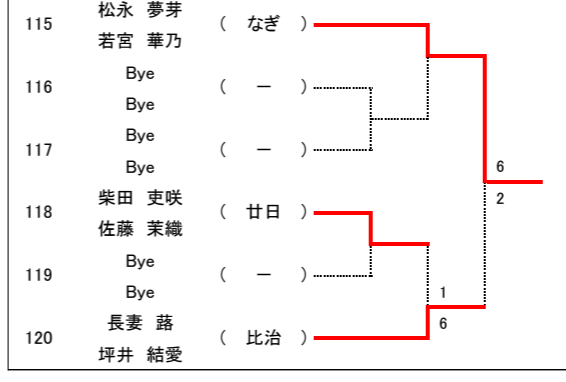 115 松永 夢芽 ( なぎ )
若宮 華乃
116 Bye ( ー )
Bye
117 Bye ( ー )
Bye
6
2
118 柴田 吏咲 ( 廿日 )
佐藤 茉織
119 Bye ( ー )
Bye
1
6
120 長妻 蕗 ( 比治 )
坪井 結愛